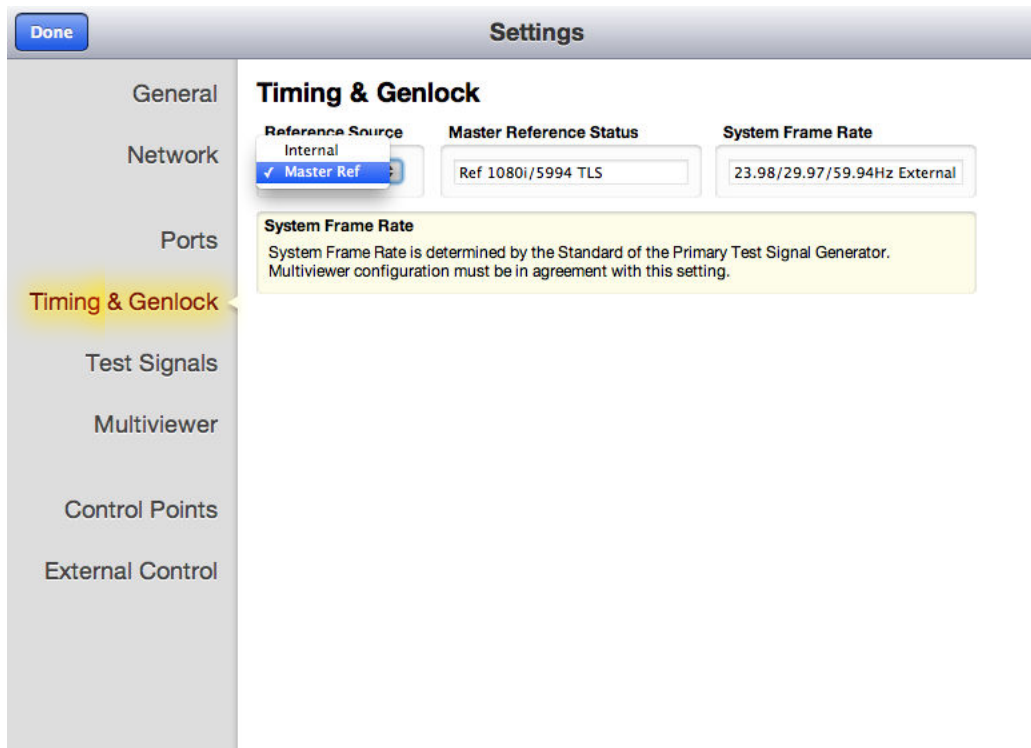 Done
Settings
General
Network
Ports
Timing & Genlock
Test Signals
Multiviewer
Control Points
External Control
Timing & Genlock
Reference Source
Internal
✓ Master Ref
Master Reference Status
Ref 1080i/5994 TLS
System Frame Rate
23.98/29.97/59.94Hz External
System Frame Rate
System Frame Rate is determined by the Standard of the Primary Test Signal Generator.
Multiviewer configuration must be in agreement with this setting.